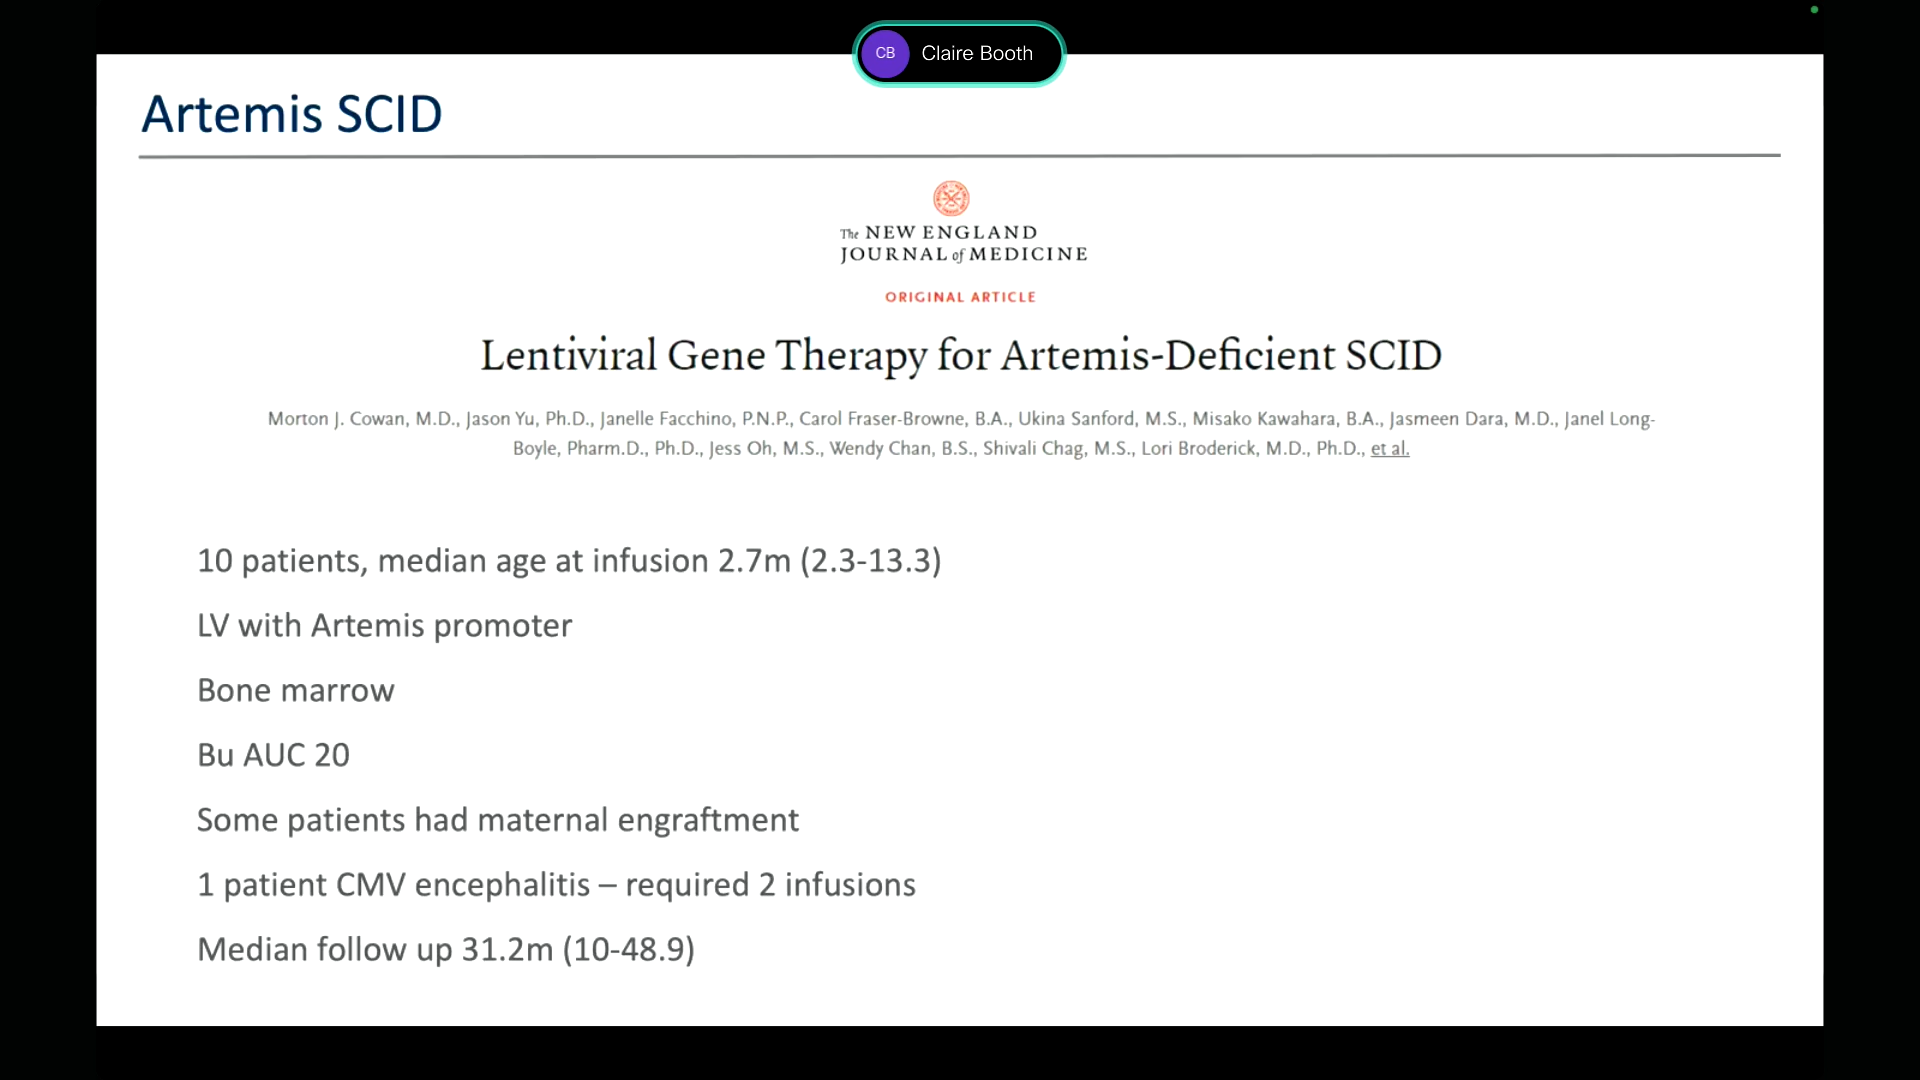 CB Claire Booth
Artemis SCID
The NEW ENGLAND
JOURNAL of MEDICINE
ORIGINAL ARTICLE
Lentiviral Gene Therapy for Artemis-Deficient SCID
Morton J. Cowan, M.D., Jason Yu, Ph.D., Janelle Facchino, P.N.P., Carol Fraser-Browne, B.A., Ukina Sanford, M.S., Misako Kawahara, B.A., Jasmeen Dara, M.D., Janel Long-
Boyle, Pharm.D., Ph.D., Jess Oh, M.S., Wendy Chan, B.S., Shivali Chag, M.S., Lori Broderick, M.D., Ph.D., et al.
10 patients, median age at infusion 2.7m (2.3-13.3)
LV with Artemis promoter
Bone marrow
Bu AUC 20
Some patients had maternal engraftment
1 patient CMV encephalitis – required 2 infusions
Median follow up 31.2m (10-48.9)